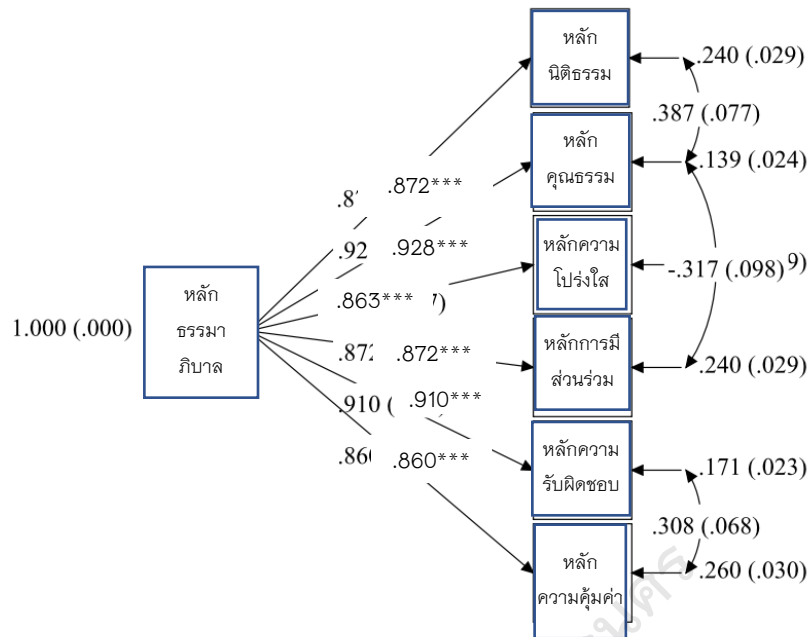 หลัก
นิติธรรม
.240 (.029)
.387 (.077)
หลัก
คุณธรรม
.139 (.024)
.872***
.928***
.92
หลักความ
โปร่งใส
-.317 (.098)
9)
.863***
)
หลัก
ธรรมา
ภิบาล
1.000 (.000)
.872
.872***
หลักการมี
ส่วนร่วม
.240 (.029)
.910 (
.910***
หลักความ
รับผิดชอบ
.171 (.023)
.860
.860***
.308 (.068)
หลัก
ความคุ้มค่า
.260 (.030)